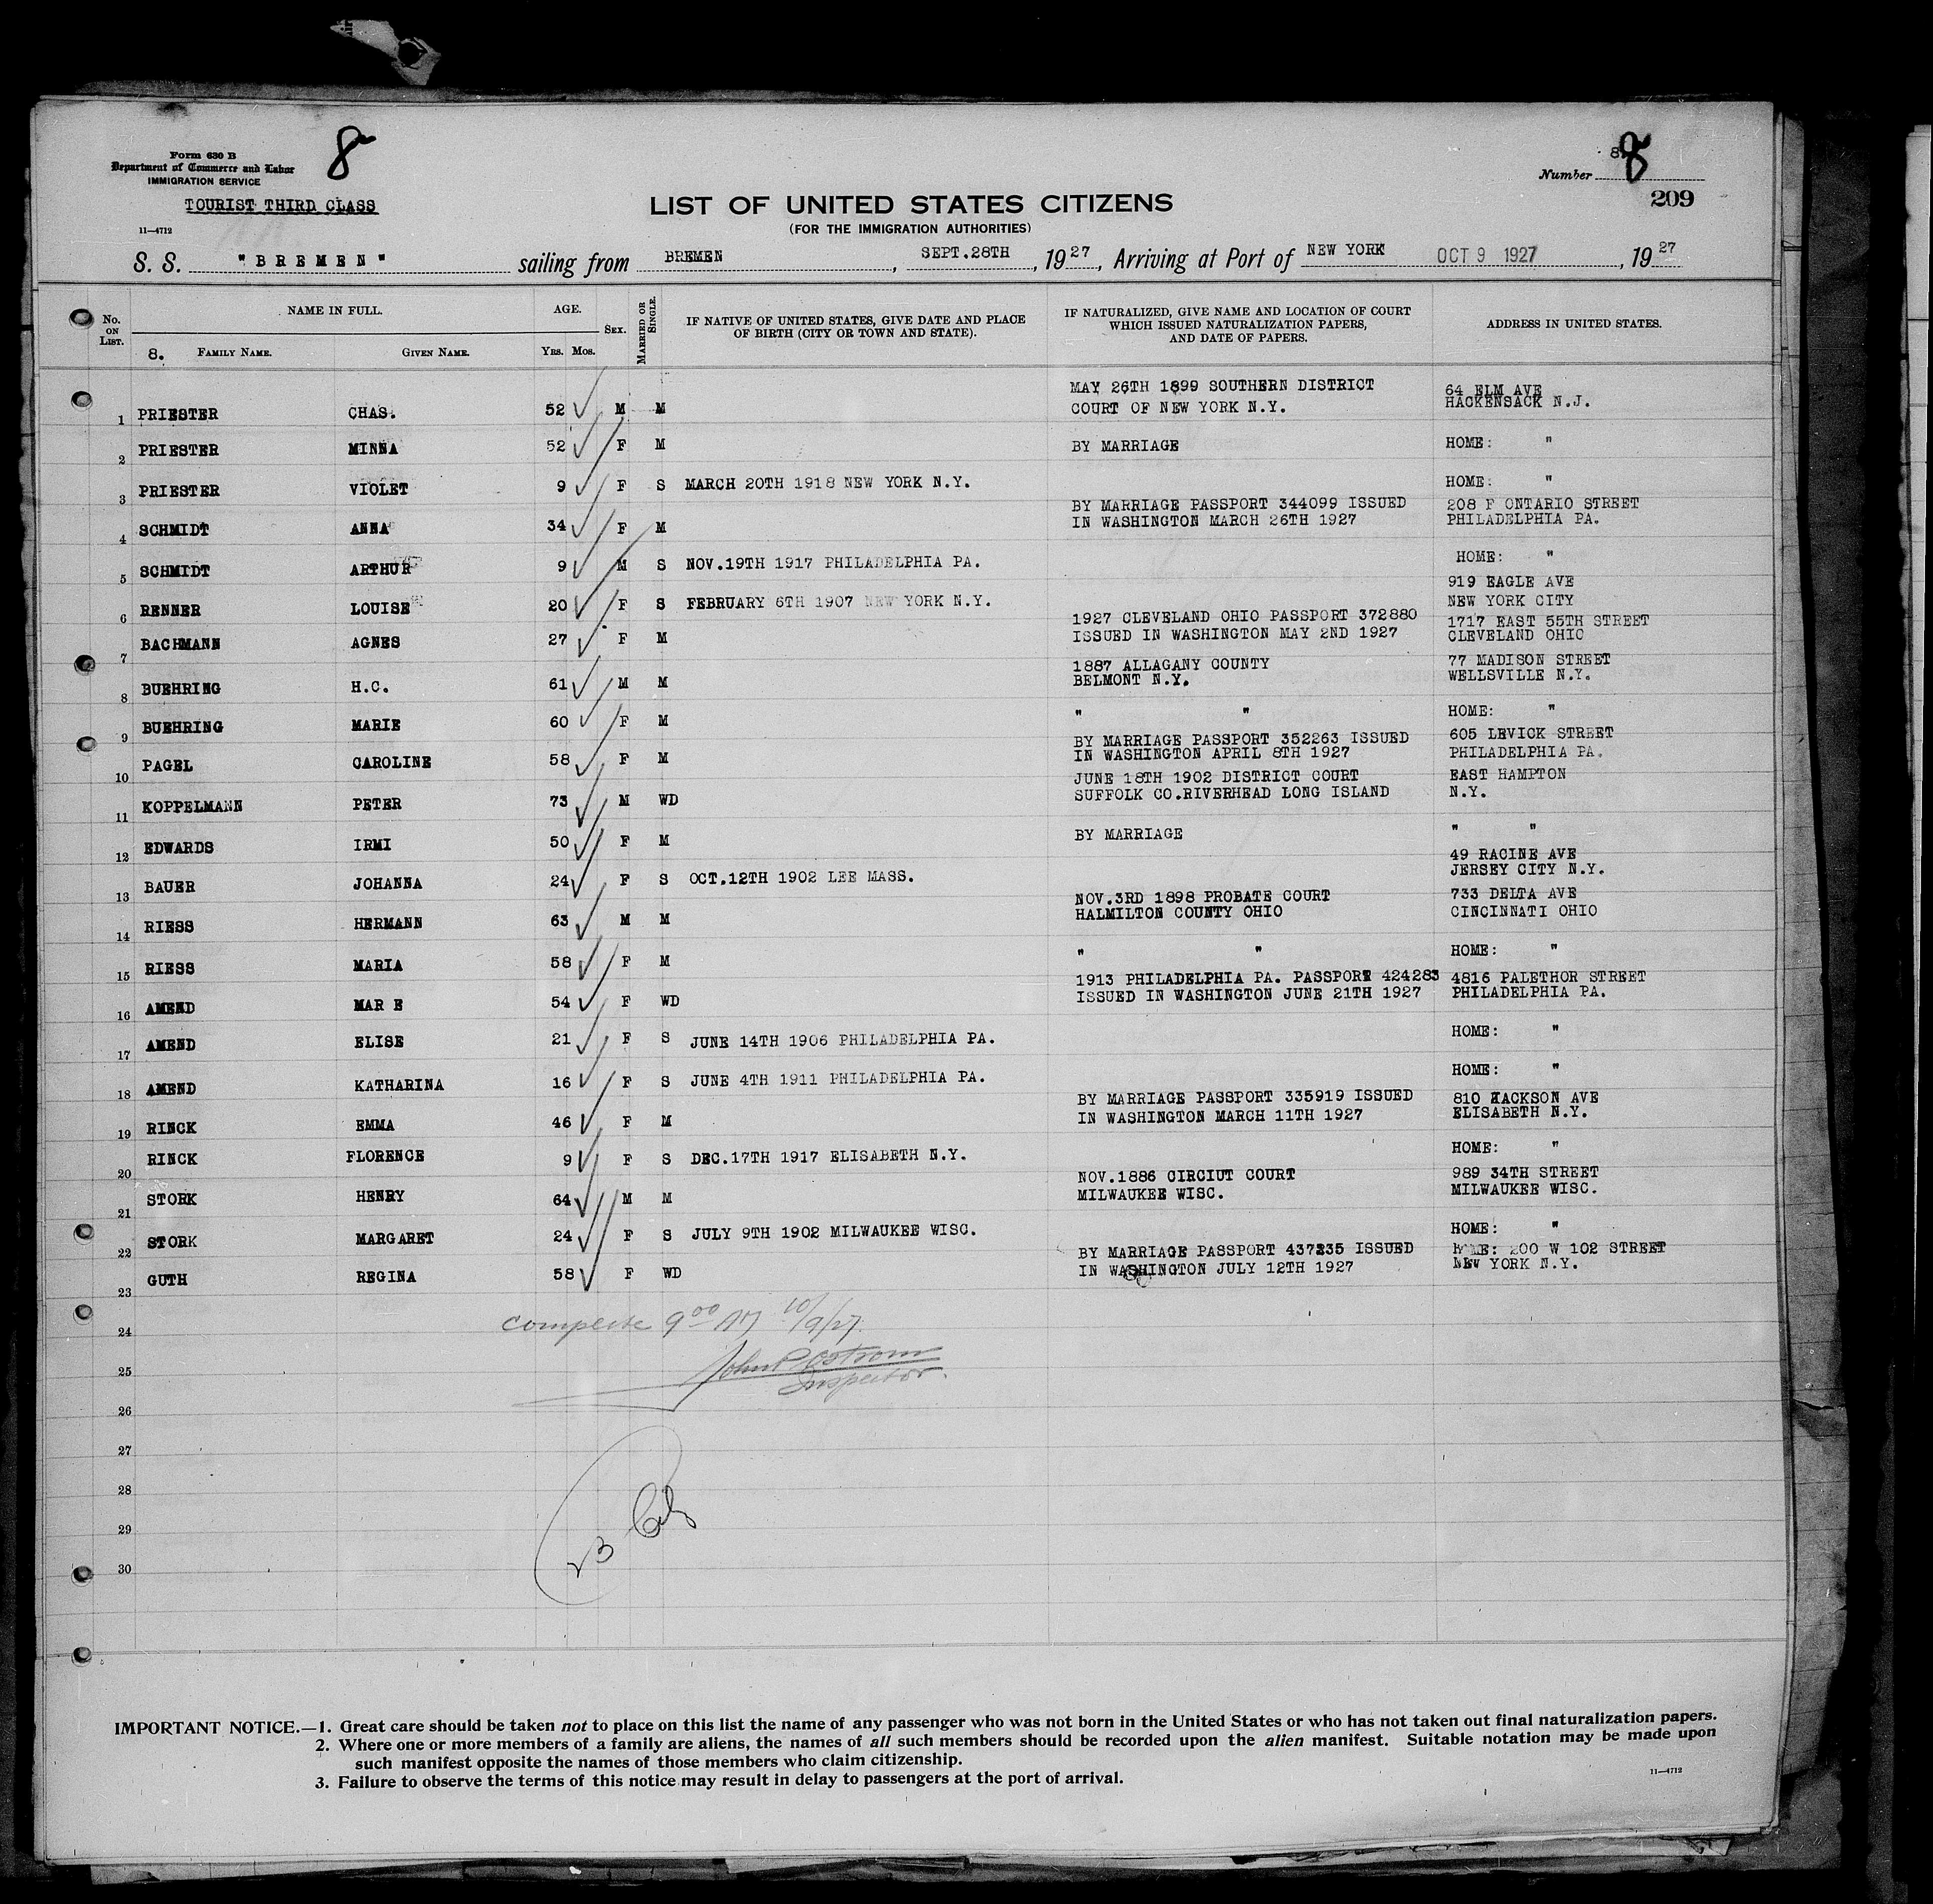 8
Form 630 B
Department of Commerce and Labor
IMMIGRATION SERVICE
TOURIST THIRD CLASS
11—4712
Number 8
209
LIST OF UNITED STATES CITIZENS
(FOR THE IMMIGRATION AUTHORITIES)
S. S. "BREMEN" sailing from BREMEN, SEPT.28TH, 1927, Arriving at Port of NEW YORK OCT 9 1927, 1927
No. ON LIST. NAME IN FULL. AGE. SEX. MARRIED OR SINGLE. IF NATIVE OF UNITED STATES, GIVE DATE AND PLACE OF BIRTH (CITY OR TOWN AND STATE). IF NATURALIZED, GIVE NAME AND LOCATION OF COURT WHICH ISSUED NATURALIZATION PAPERS, AND DATE OF PAPERS. ADDRESS IN UNITED STATES.
8. FAMILY NAME. GIVEN NAME. YRS. MOS.
MAY 26TH 1899 SOUTHERN DISTRICT 64 ELM AVE
1 PRIESTER CHAS. 52 M M COURT OF NEW YORK N.Y. HACKENSACK N.J.
2 PRIESTER MINNA 52 F M BY MARRIAGE HOME: "
3 PRIESTER VIOLET 9 F S MARCH 20TH 1918 NEW YORK N.Y. HOME: "
BY MARRIAGE PASSPORT 344099 ISSUED 208 F ONTARIO STREET
4 SCHMIDT ANNA 34 F M IN WASHINGTON MARCH 26TH 1927 PHILADELPHIA PA.
5 SCHMIDT ARTHUR 9 M S NOV.19TH 1917 PHILADELPHIA PA. HOME: "
919 EAGLE AVE
6 RENNER LOUISE 20 F S FEBRUARY 6TH 1907 NEW YORK N.Y. NEW YORK CITY
1927 CLEVELAND OHIO PASSPORT 372880 1717 EAST 55TH STREET
7 BACHMANN AGNES 27 F M ISSUED IN WASHINGTON MAY 2ND 1927 CLEVELAND OHIO
1887 ALLAGANY COUNTY 77 MADISON STREET
8 BUEHRING H.C. 61 M M BELMONT N.Y. WELLSVILLE N.Y.
9 BUEHRING MARIE 60 F M " " HOME: "
BY MARRIAGE PASSPORT 352263 ISSUED 605 LEVICK STREET
10 PAGEL CAROLINE 58 F M IN WASHINGTON APRIL 8TH 1927 PHILADELPHIA PA.
JUNE 18TH 1902 DISTRICT COURT EAST HAMPTON
11 KOPPELMANN PETER 73 M WD SUFFOLK CO.RIVERHEAD LONG ISLAND N.Y.
12 EDWARDS IRMI 50 F M BY MARRIAGE " "
49 RACINE AVE
13 BAUER JOHANNA 24 F S OCT.12TH 1902 LEE MASS. JERSEY CITY N.Y.
NOV.3RD 1898 PROBATE COURT 733 DELTA AVE
14 RIESS HERMANN 63 M M HALMILTON COUNTY OHIO CINCINNATI OHIO
15 RIESS MARIA 58 F M " " HOME: "
1913 PHILADELPHIA PA. PASSPORT 424283 4816 PALETHOR STREET
16 AMEND MAR E 54 F WD ISSUED IN WASHINGTON JUNE 21TH 1927 PHILADELPHIA PA.
17 AMEND ELISE 21 F S JUNE 14TH 1906 PHILADELPHIA PA. HOME: "
18 AMEND KATHARINA 16 F S JUNE 4TH 1911 PHILADELPHIA PA. HOME: "
BY MARRIAGE PASSPORT 335919 ISSUED 810 AVE
19 RINCK EMMA 46 F M IN WASHINGTON MARCH 11TH 1927 ELISABETH N.Y.
20 RINCK FLORENCE 9 F S DEC.17TH 1917 ELISABETH N.Y. HOME: "
NOV.1886 CIRCIUT COURT 989 34TH STREET
21 STORK HENRY 64 M M MILWAUKEE WISC. MILWAUKEE WISC.
22 STORK MARGARET 24 F S JULY 9TH 1902 MILWAUKEE WISC. HOME: "
BY MARRIAGE PASSPORT 437235 ISSUED HOME: 200 W 102 STREET
23 GUTH REGINA 58 F WD IN WASHINGTON JULY 12TH 1927 NEW YORK N.Y.
24
complete 9 00 AM 10/9/27
25
John P Ostrom
Inspector.
26
27
28
29
23
30
IMPORTANT NOTICE.—1. Great care should be taken not to place on this list the name of any passenger who was not born in the United States or who has not taken out final naturalization papers.
2. Where one or more members of a family are aliens, the names of all such members should be recorded upon the alien manifest. Suitable notation may be made upon
such manifest opposite the names of those members who claim citizenship.
3. Failure to observe the terms of this notice may result in delay to passengers at the port of arrival.
11—4712